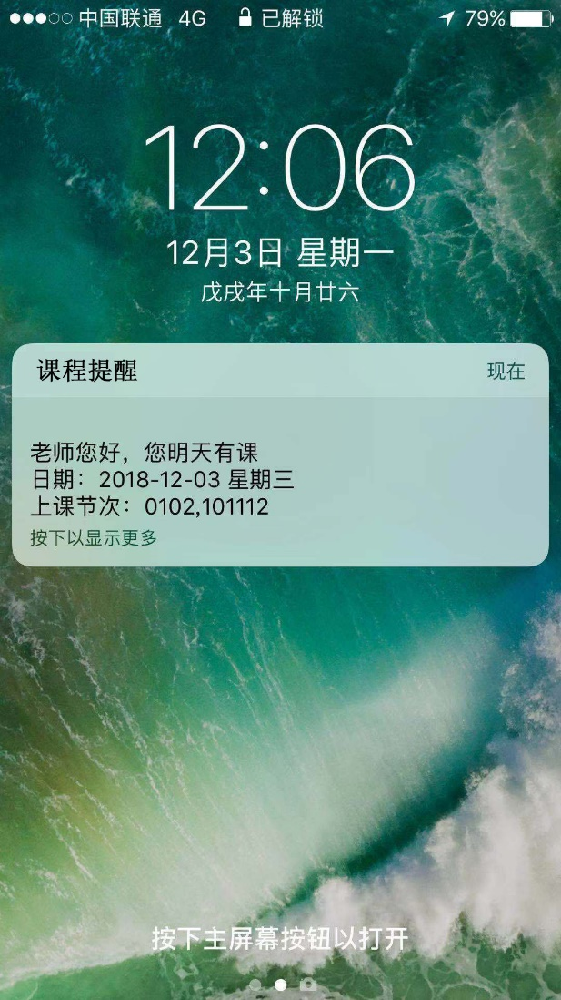 中国联通 4G 已解锁 79%
12:06
12月3日 星期一
戊戌年十月廿六
课程提醒 现在
老师您好，您明天有课
日期：2018-12-03 星期三
上课节次：0102,101112
按下以显示更多
按下主屏幕按钮以打开